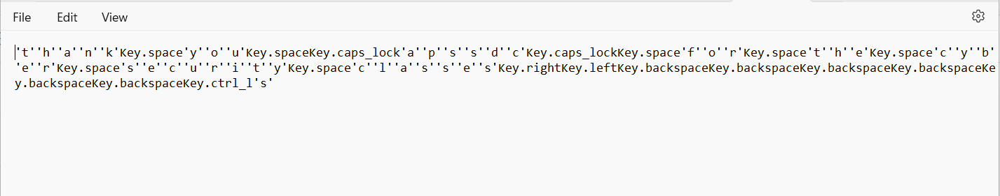 File Edit View
't''h''a''n''k'Key.space'y''o''u'Key.spaceKey.caps_lock'a''p''s''s''d''c'Key.caps_lockKey.space'f''o''r'Key.space't''h''e'Key.space'c''y''b'
'e''r'Key.space's''e''c''u''r''i''t''y'Key.space'c''l''a''s''s''e''s'Key.rightKey.leftKey.backspaceKey.backspaceKey.backspaceKey.backspaceKe
y.backspaceKey.backspaceKey.ctrl_l's'